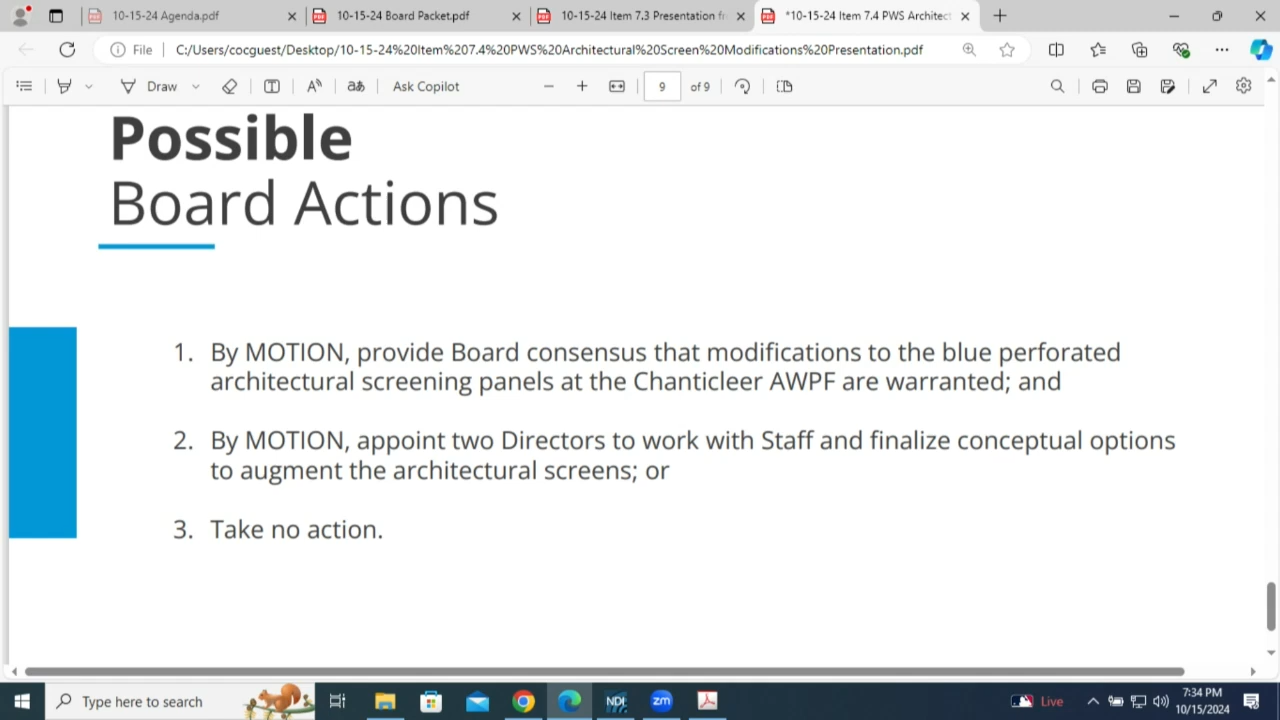 10-15-24 Agenda.pdf
10-15-24 Board Packet.pdf
10-15-24 Item 7.3 Presentation fr
*10-15-24 Item 7.4 PWS Architect
File
C:/Users/cocguest/Desktop/10-15-24%20Item%207.4%20PWS%20Architectural%20Screen%20Modifications%20Presentation.pdf
Draw
Ask Copilot
9 of 9
Possible
Board Actions
1. By MOTION, provide Board consensus that modifications to the blue perforated
architectural screening panels at the Chanticleer AWPF are warranted; and
2. By MOTION, appoint two Directors to work with Staff and finalize conceptual options
to augment the architectural screens; or
3. Take no action.
Type here to search
NDI
zm
Live
7:34 PM
10/15/2024